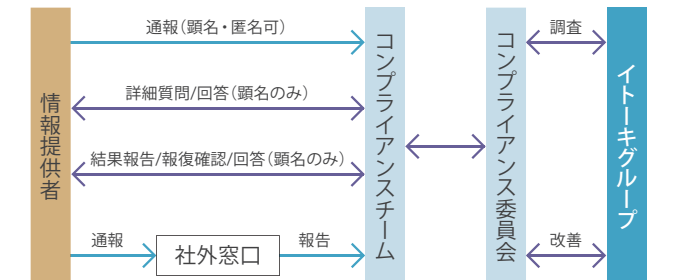 情報提供者
通報（顕名・匿名可）
詳細質問/回答（顕名のみ）
結果報告/報復確認/回答（顕名のみ）
通報
社外窓口
報告
コンプライアンスチーム
コンプライアンス委員会
調査
改善
イトーキグループ